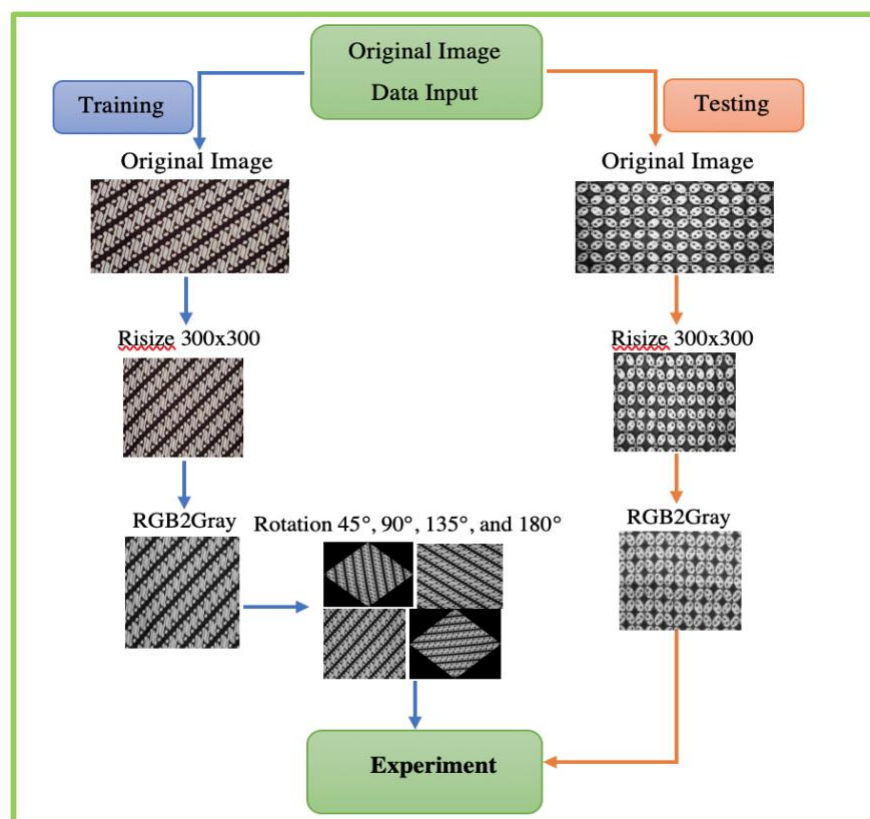 Original Image
Data Input
Training
Testing
Original Image
Original Image
Risize 300x300
Risize 300x300
RGB2Gray
Rotation 45°, 90°, 135°, and 180°
RGB2Gray
Experiment